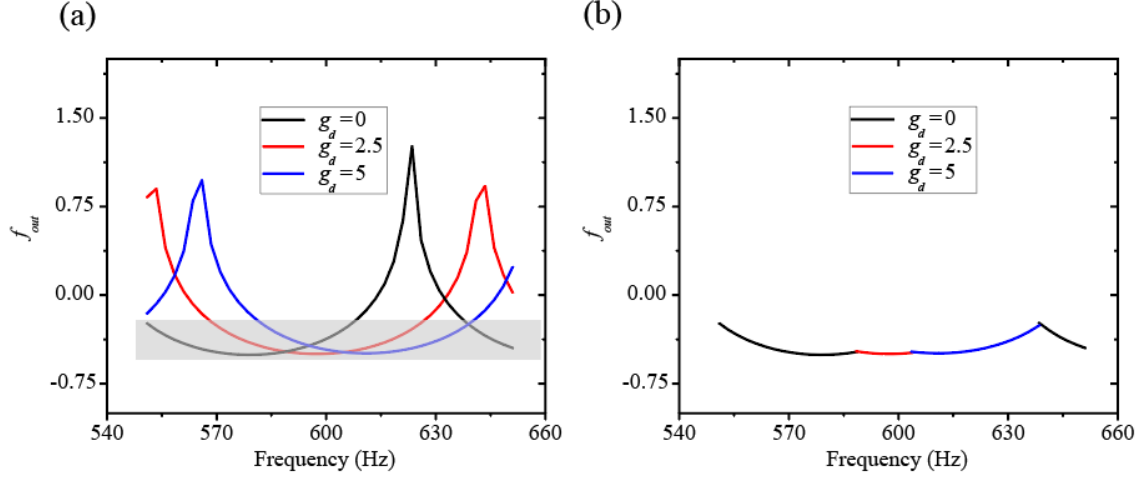 (a)
1.50
0.75
0.00
-0.75
f_out
g_d=0
g_d=2.5
g_d=5
540 570 600 630 660
Frequency (Hz)
(b)
1.50
0.75
0.00
-0.75
f_out
g_d=0
g_d=2.5
g_d=5
540 570 600 630 660
Frequency (Hz)